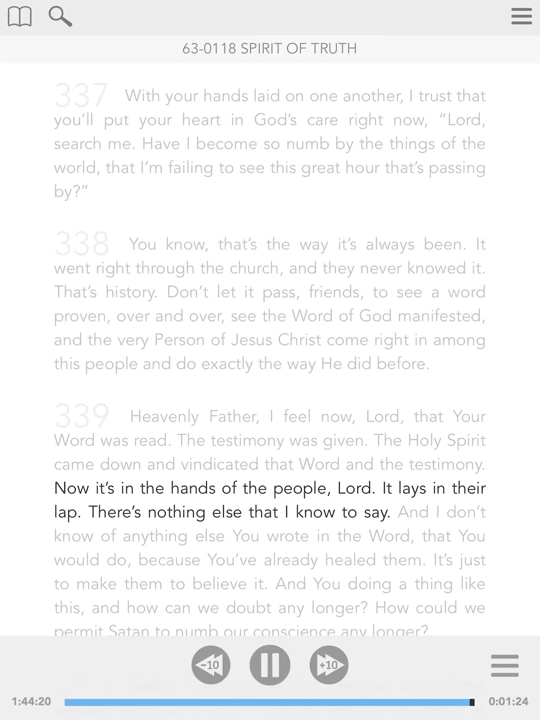 63-0118 SPIRIT OF TRUTH
337 With your hands laid on one another, I trust that
you’ll put your heart in God’s care right now, “Lord,
search me. Have I become so numb by the things of the
world, that I’m failing to see this great hour that’s passing
by?”
338 You know, that’s the way it’s always been. It
went right through the church, and they never knowed it.
That’s history. Don’t let it pass, friends, to see a word
proven, over and over, see the Word of God manifested,
and the very Person of Jesus Christ come right in among
this people and do exactly the way He did before.
339 Heavenly Father, I feel now, Lord, that Your
Word was read. The testimony was given. The Holy Spirit
came down and vindicated that Word and the testimony.
Now it’s in the hands of the people, Lord. It lays in their
lap. There’s nothing else that I know to say. And I don’t
know of anything else You wrote in the Word, that You
would do, because You’ve already healed them. It’s just
to make them to believe it. And You doing a thing like
this, and how can we doubt any longer? How could we
permit Satan to numb our conscience any longer?
-10 +10
1:44:20 0:01:24